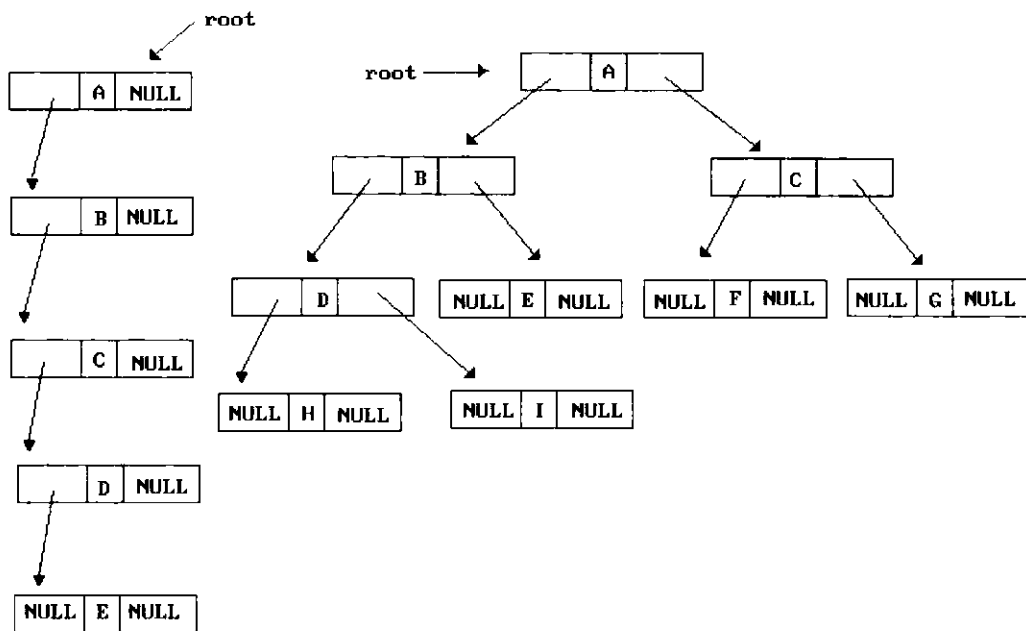 root
A NULL
B NULL
C NULL
D NULL
NULL E NULL
root
A
B
C
D
NULL E NULL
NULL F NULL
NULL G NULL
NULL H NULL
NULL I NULL